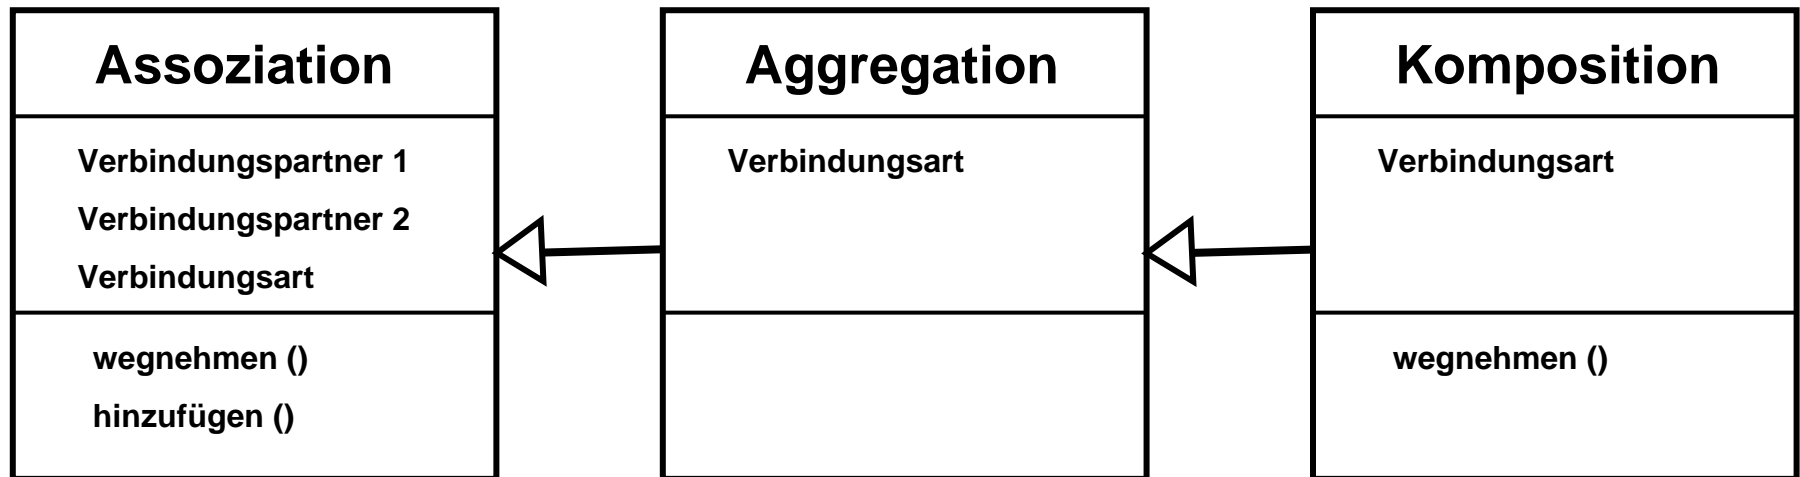 Assoziation
Verbindungspartner 1
Verbindungspartner 2
Verbindungsart
wegnehmen ()
hinzufügen ()
Aggregation
Verbindungsart
Komposition
Verbindungsart
wegnehmen ()